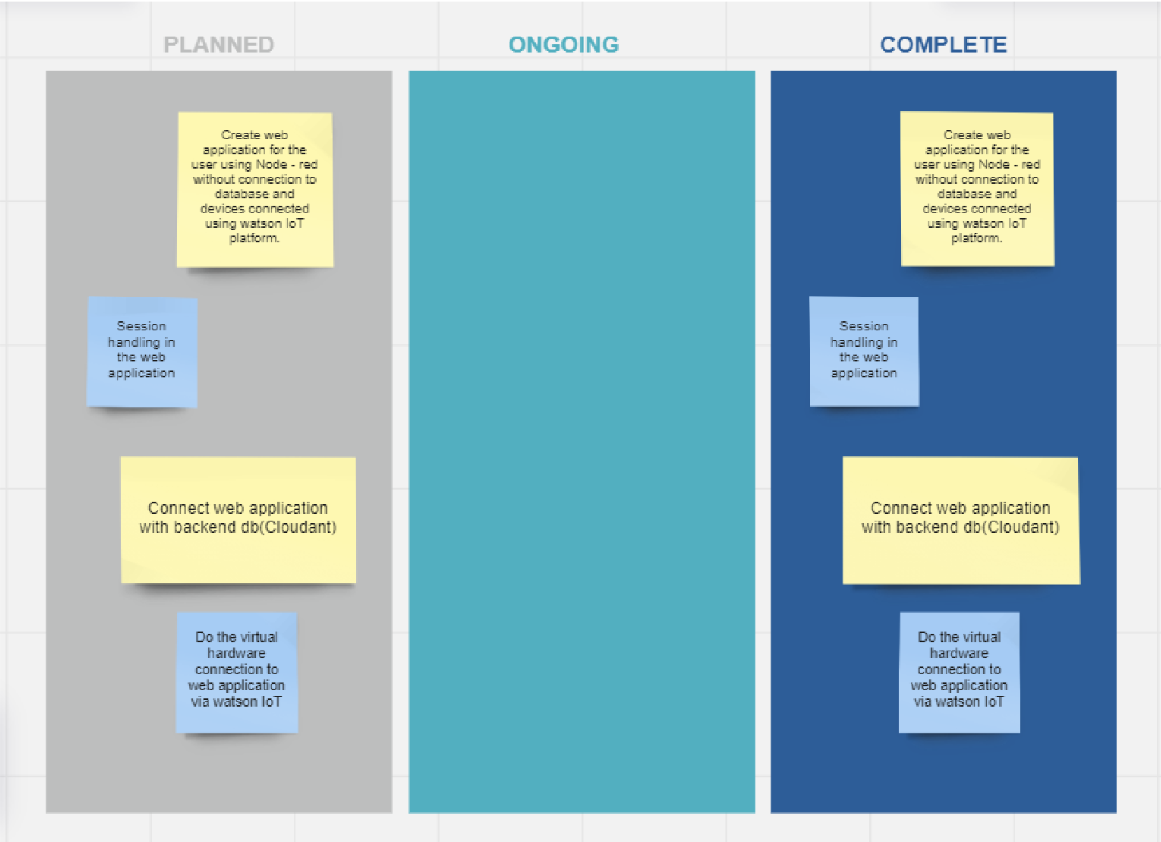 PLANNED
ONGOING
COMPLETE
Create web
application for the
user using Node - red
without connection to
database and
devices connected
using watson IoT
platform.
Session
handling in
the web
application
Connect web application
with backend db(Cloudant)
Do the virtual
hardware
connection to
web application
via watson IoT
Create web
application for the
user using Node - red
without connection to
database and
devices connected
using watson IoT
platform.
Session
handling in
the web
application
Connect web application
with backend db(Cloudant)
Do the virtual
hardware
connection to
web application
via watson IoT